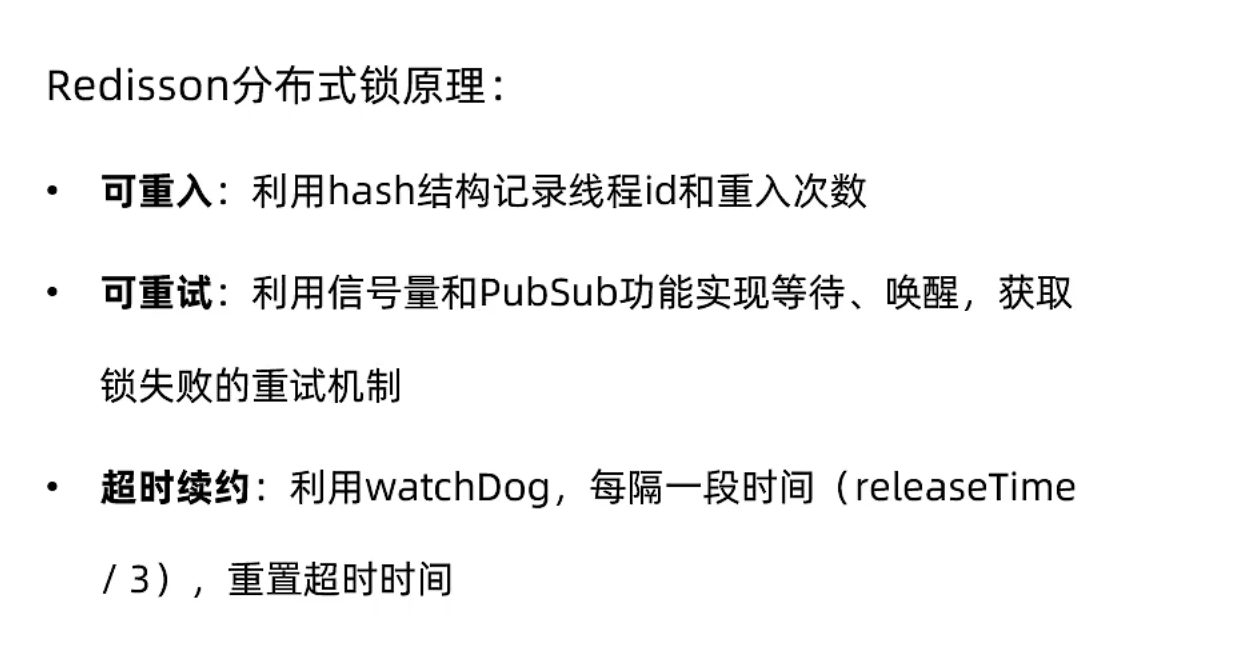 Redisson分布式锁原理：
• 可重入：利用hash结构记录线程id和重入次数
• 可重试：利用信号量和PubSub功能实现等待、唤醒，获取
锁失败的重试机制
• 超时续约：利用watchDog，每隔一段时间（releaseTime
/ 3），重置超时时间